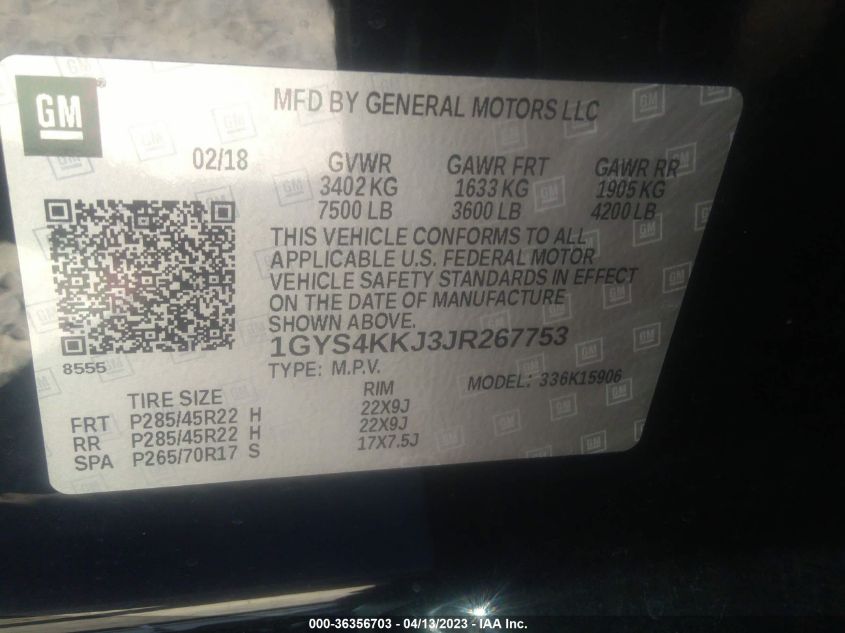 GM
MFD BY GENERAL MOTORS LLC
02/18 GVWR GAWR FRT GAWR RR
3402 KG 1633 KG 1905 KG
7500 LB 3600 LB 4200 LB
THIS VEHICLE CONFORMS TO ALL
APPLICABLE U.S. FEDERAL MOTOR
VEHICLE SAFETY STANDARDS IN EFFECT
ON THE DATE OF MANUFACTURE
SHOWN ABOVE.
1GYS4KKJ3JR267753
8555
TYPE: M.P.V. MODEL: 336K15906
TIRE SIZE RIM
FRT P285/45R22 H 22X9J
RR P285/45R22 H 22X9J
SPA P265/70R17 S 17X7.5J
000-36356703 - 04/13/2023 - IAA Inc.